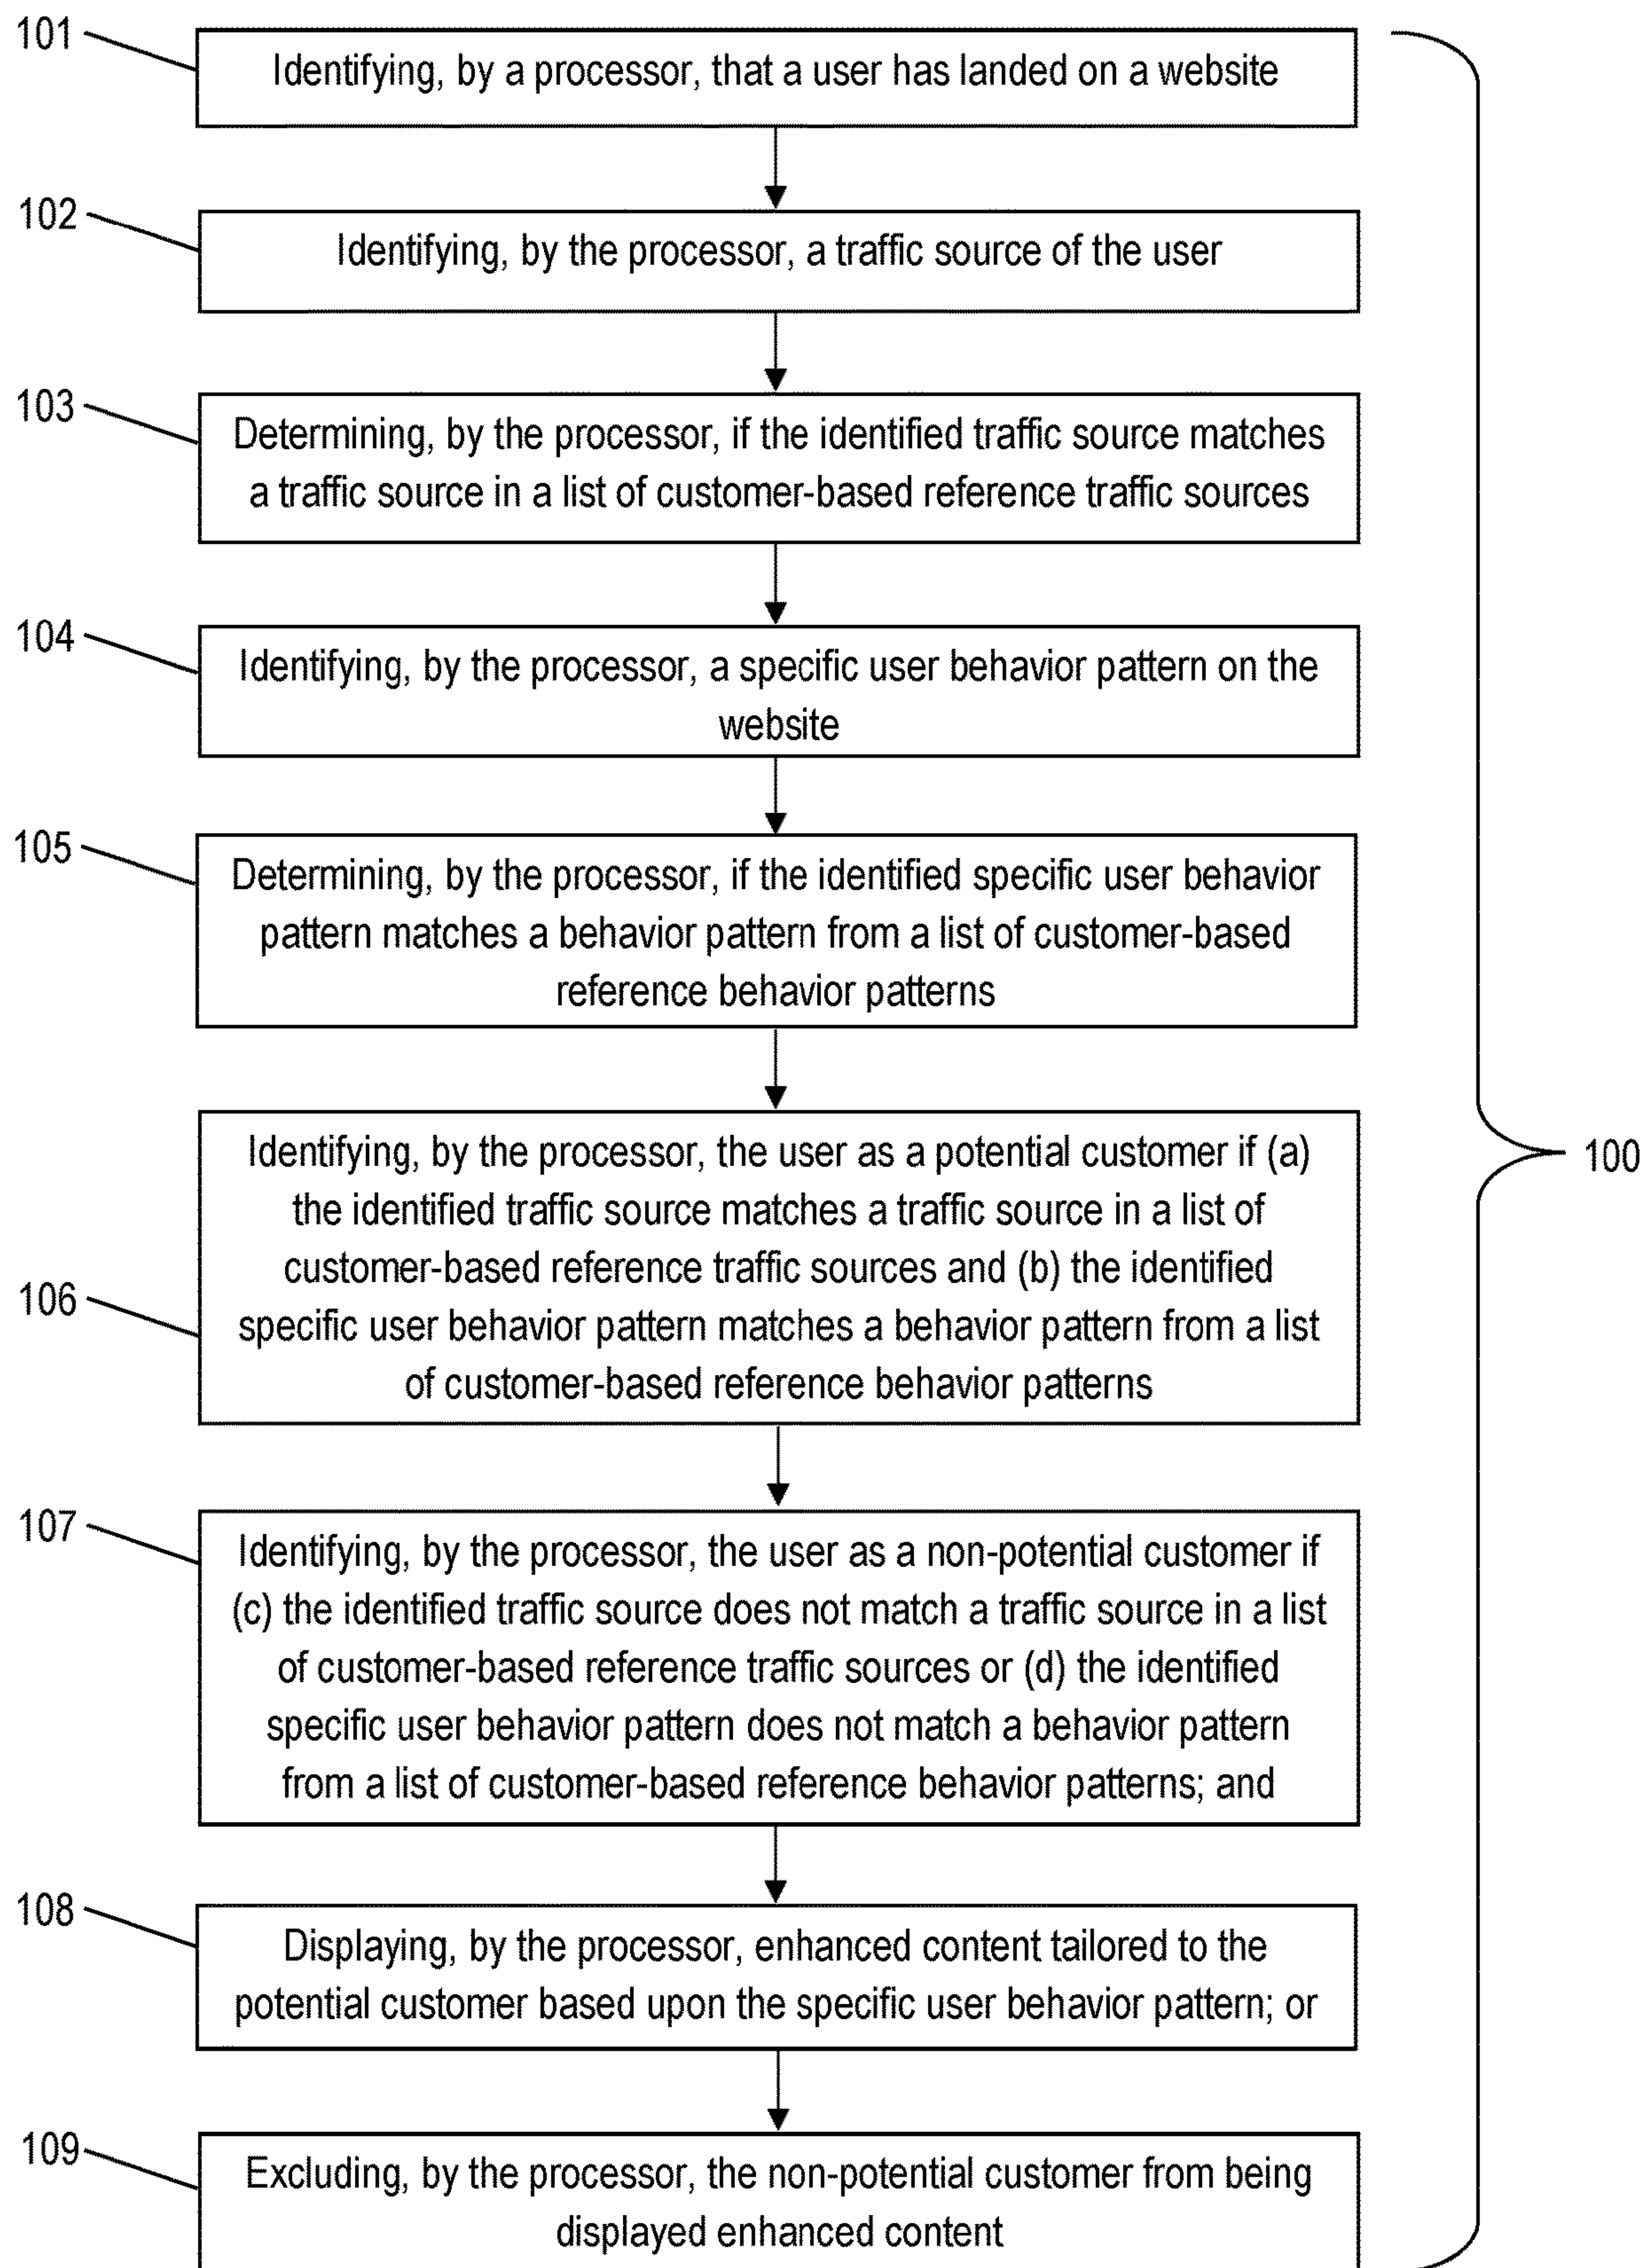 101
Identifying, by a processor, that a user has landed on a website
102
Identifying, by the processor, a traffic source of the user
103
Determining, by the processor, if the identified traffic source matches
a traffic source in a list of customer-based reference traffic sources
104
Identifying, by the processor, a specific user behavior pattern on the
website
105
Determining, by the processor, if the identified specific user behavior
pattern matches a behavior pattern from a list of customer-based
reference behavior patterns
106
Identifying, by the processor, the user as a potential customer if (a)
the identified traffic source matches a traffic source in a list of
customer-based reference traffic sources and (b) the identified
specific user behavior pattern matches a behavior pattern from a list
of customer-based reference behavior patterns
100
107
Identifying, by the processor, the user as a non-potential customer if
(c) the identified traffic source does not match a traffic source in a list
of customer-based reference traffic sources or (d) the identified
specific user behavior pattern does not match a behavior pattern
from a list of customer-based reference behavior patterns; and
108
Displaying, by the processor, enhanced content tailored to the
potential customer based upon the specific user behavior pattern; or
109
Excluding, by the processor, the non-potential customer from being
displayed enhanced content